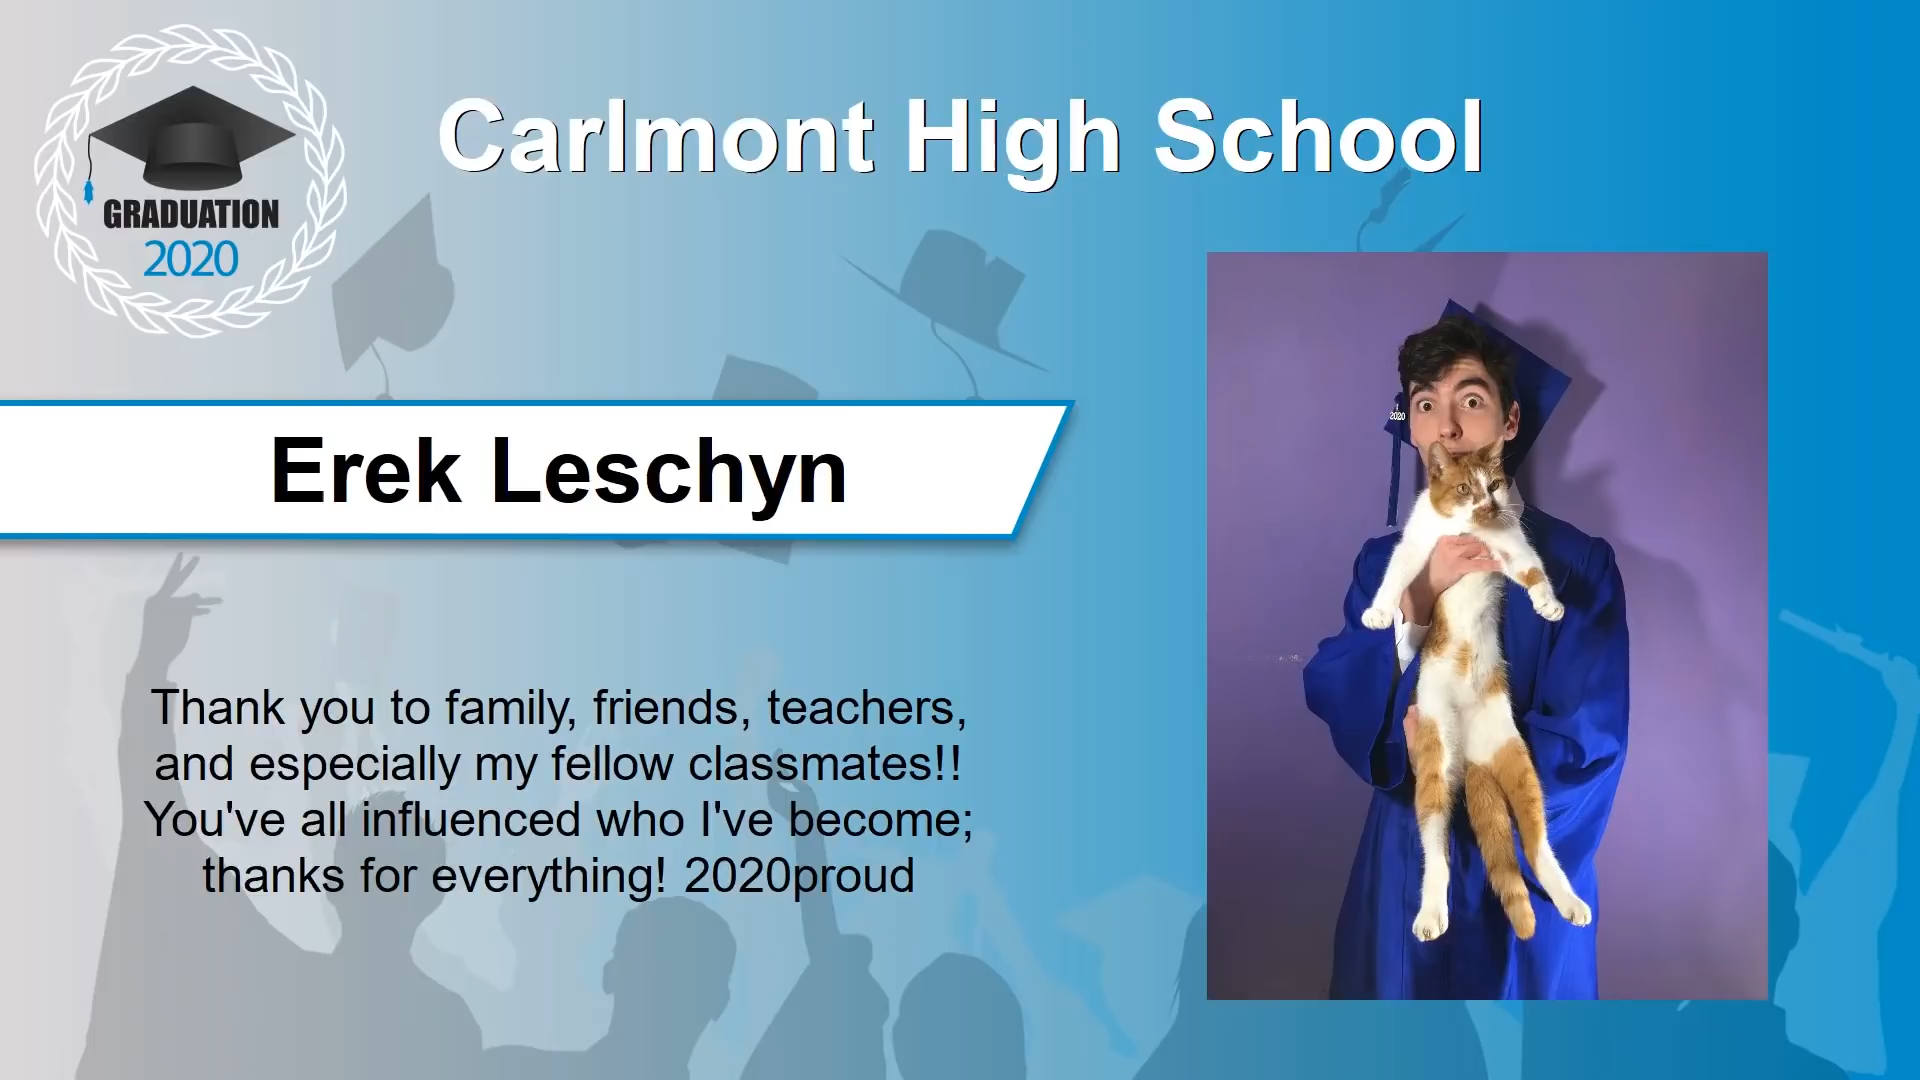 GRADUATION
2020
Carlmont High School
Erek Leschyn
Thank you to family, friends, teachers,
and especially my fellow classmates!!
You've all influenced who I've become;
thanks for everything! 2020proud
2020